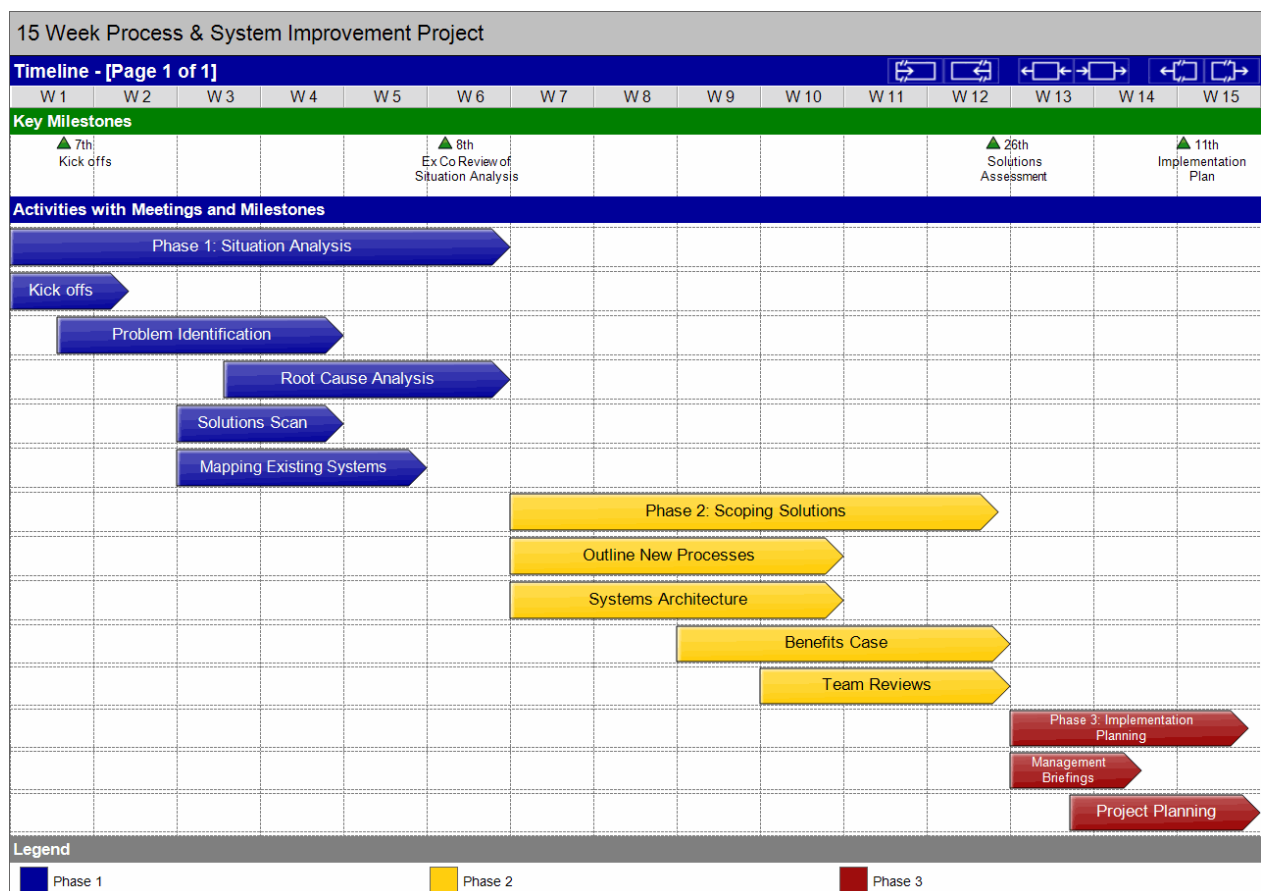 15 Week Process & System Improvement Project
Timeline - [Page 1 of 1]
W 1 W 2 W 3 W 4 W 5 W 6 W 7 W 8 W 9 W 10 W 11 W 12 W 13 W 14 W 15
Key Milestones
7th 8th 26th 11th
Kick offs Ex Co Review of Solutions Implementation
Situation Analysis Assessment Plan
Activities with Meetings and Milestones
Phase 1: Situation Analysis
Kick offs
Problem Identification
Root Cause Analysis
Solutions Scan
Mapping Existing Systems
Phase 2: Scoping Solutions
Outline New Processes
Systems Architecture
Benefits Case
Team Reviews
Phase 3: Implementation
Planning
Management
Briefings
Project Planning
Legend
Phase 1 Phase 2 Phase 3